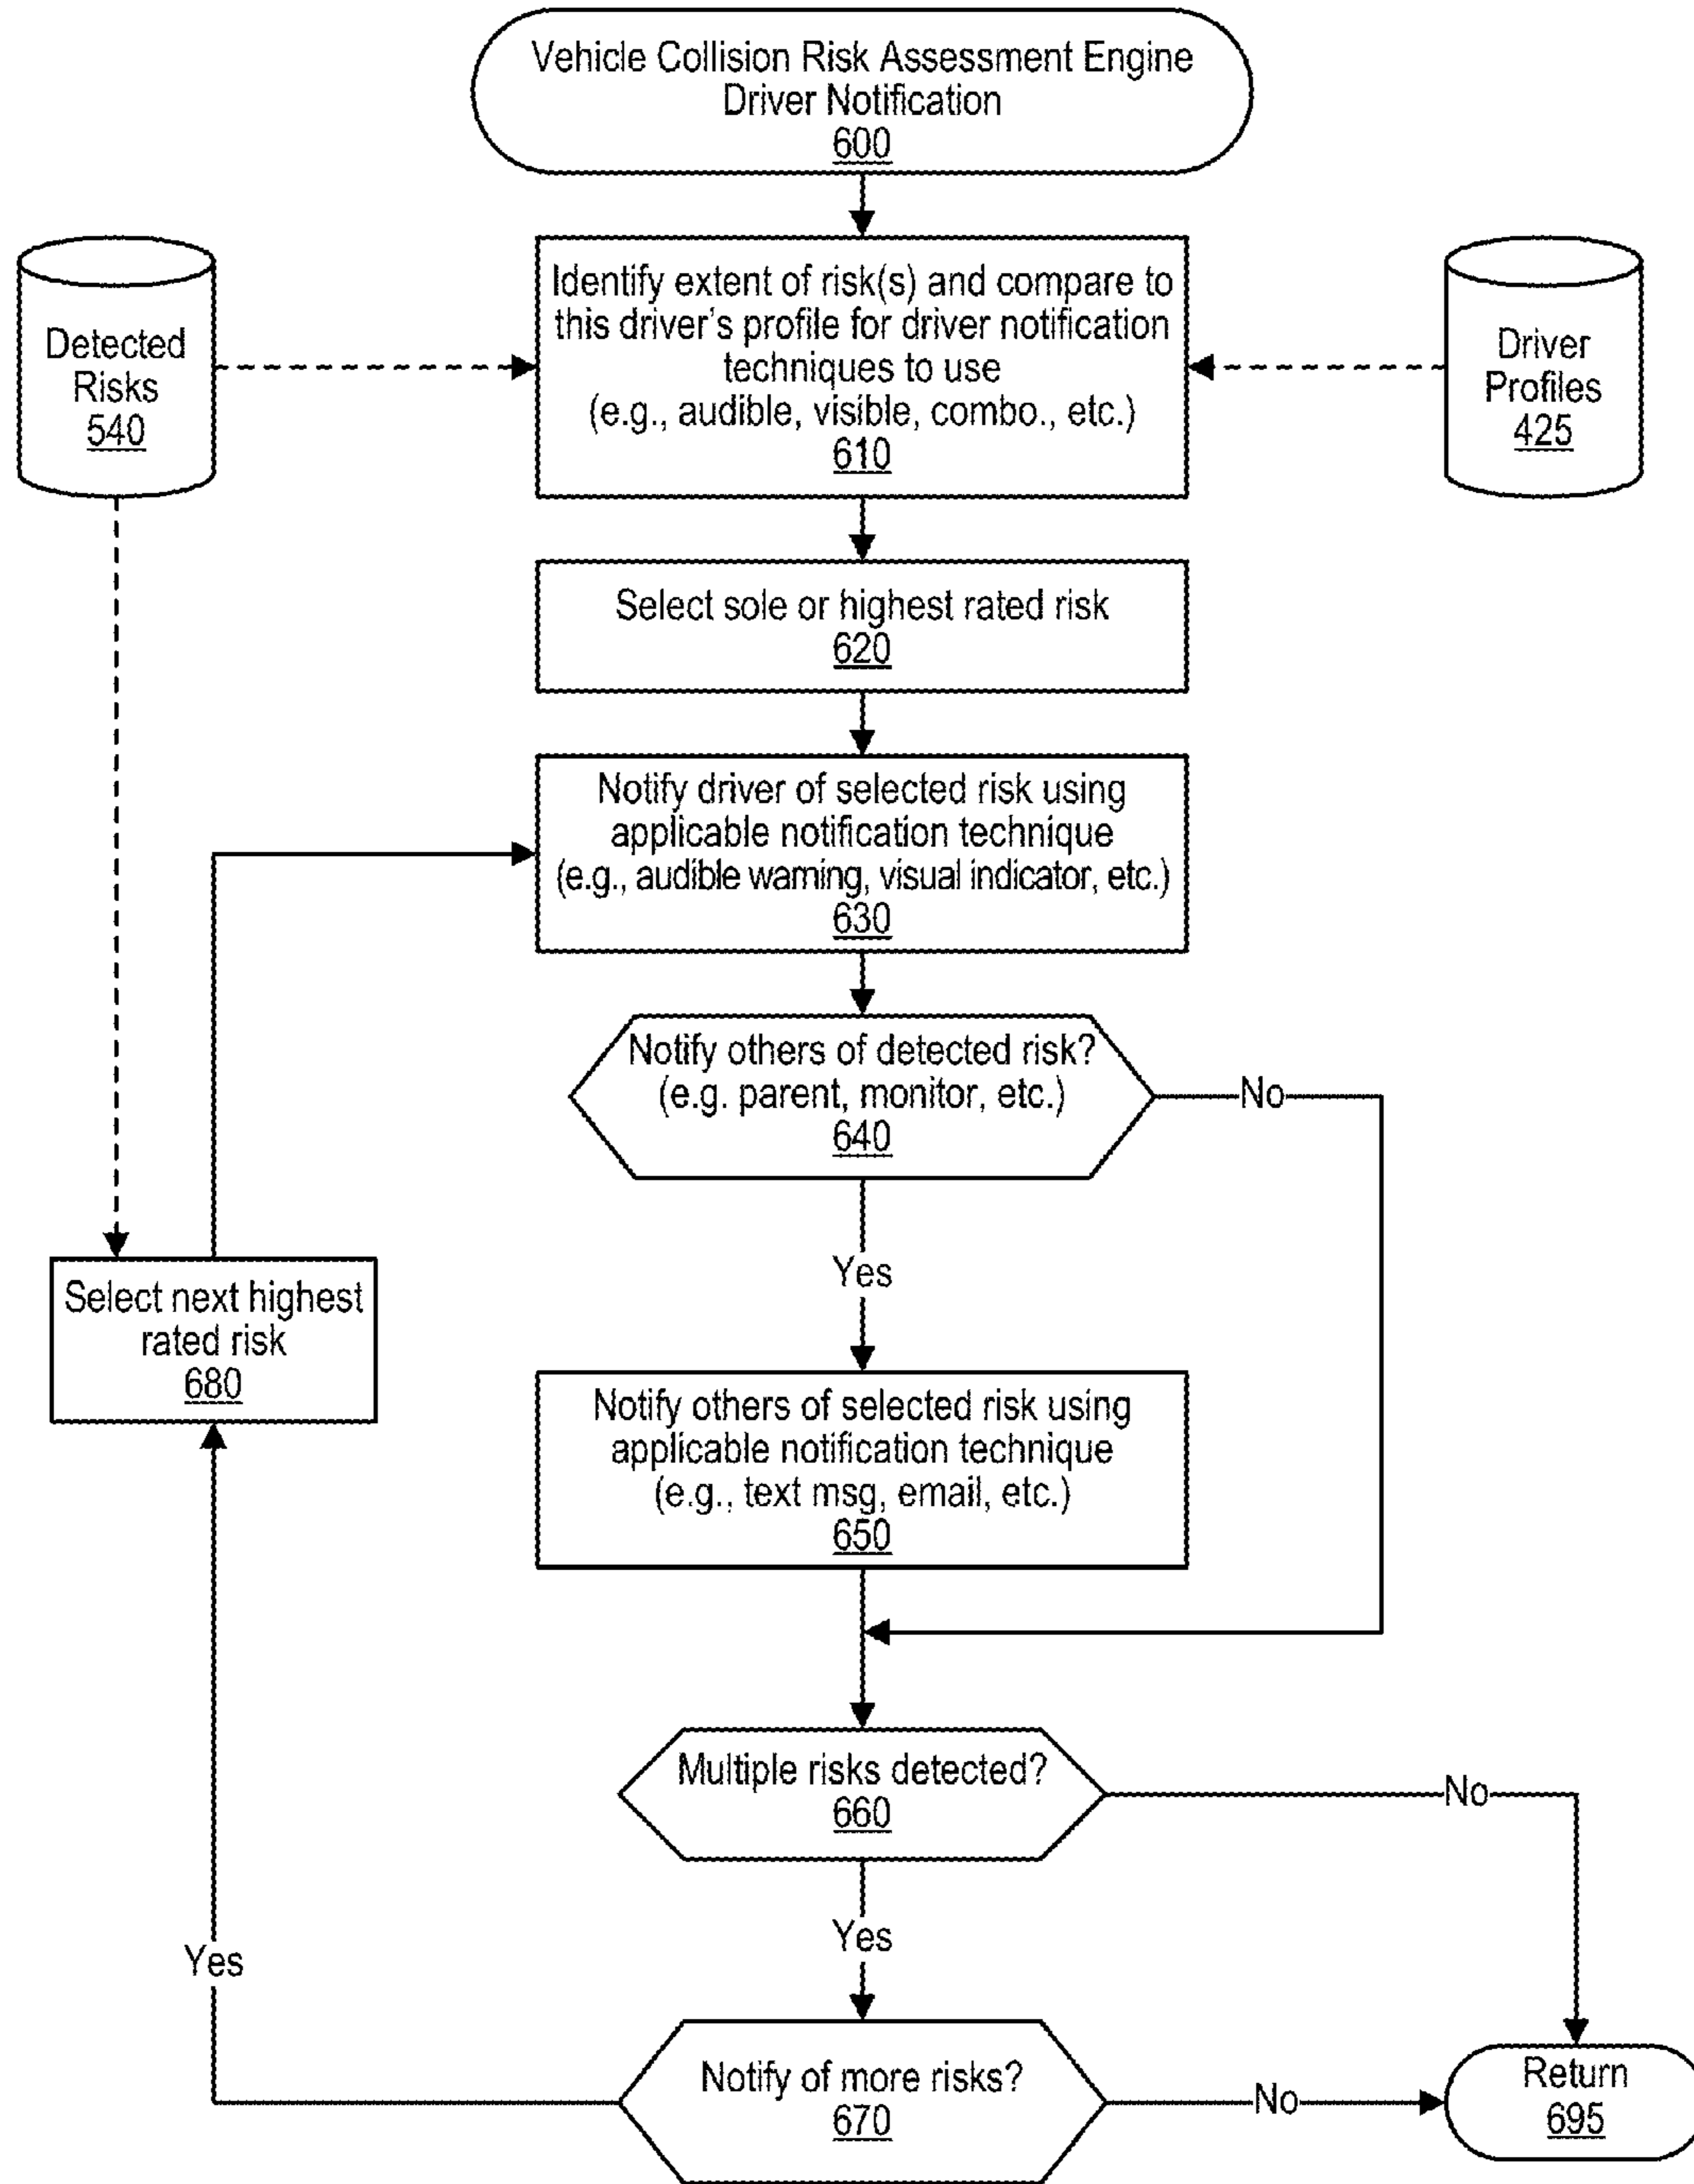 Vehicle Collision Risk Assessment Engine
Driver Notification
600
Detected
Risks
540
Identify extent of risk(s) and compare to
this driver's profile for driver notification
techniques to use
(e.g., audible, visible, combo., etc.)
610
Driver
Profiles
425
Select sole or highest rated risk
620
Notify driver of selected risk using
applicable notification technique
(e.g., audible warning, visual indicator, etc.)
630
Notify others of detected risk?
(e.g. parent, monitor, etc.)
640
No
Yes
Select next highest
rated risk
680
Notify others of selected risk using
applicable notification technique
(e.g., text msg, email, etc.)
650
Multiple risks detected?
660
No
Yes
Yes
Notify of more risks?
670
No
Return
695